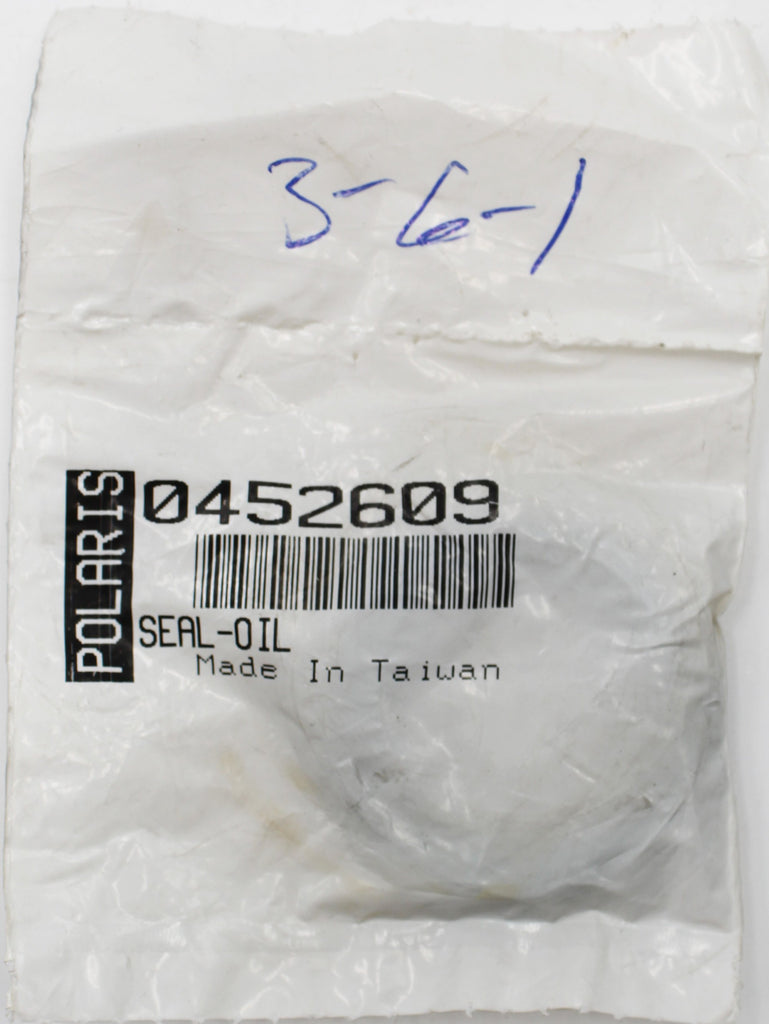 3-6-1
POLARIS
0452609
SEAL-OIL
Made In Taiwan